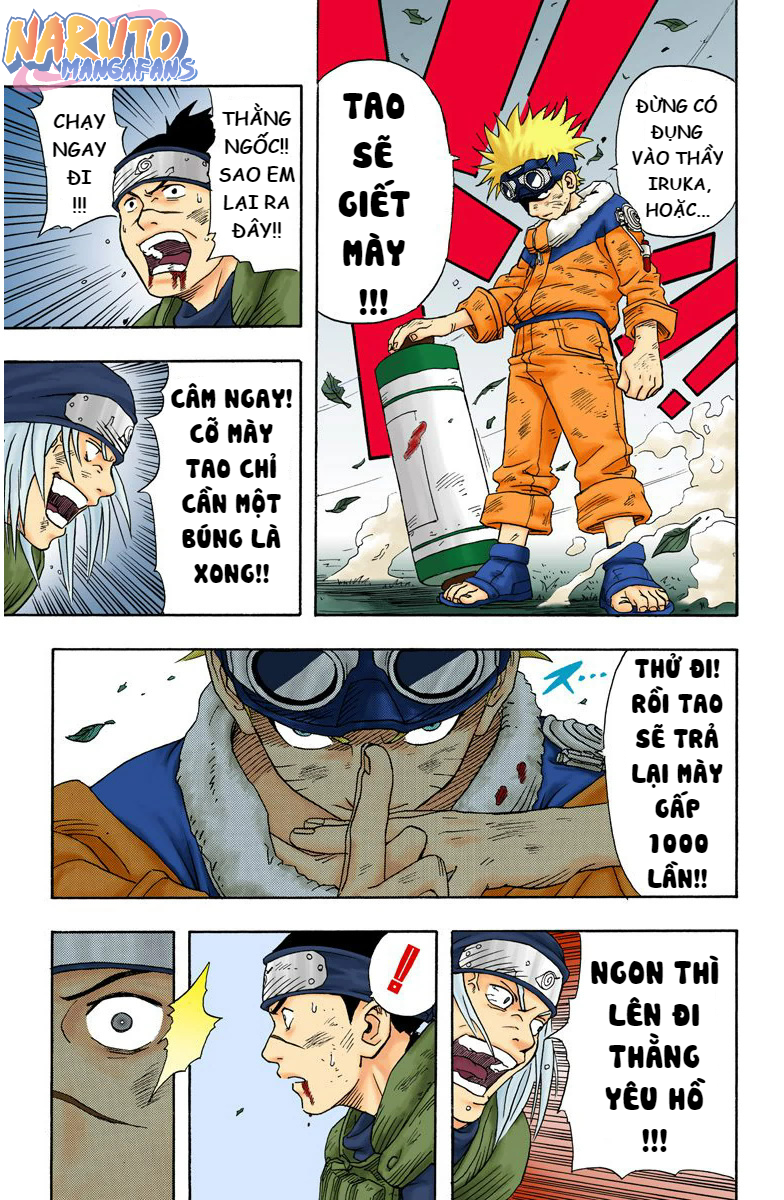 NARUTO
MANGAFANS
ĐỪNG CÓ
ĐỤNG
VÀO THẦY
IRUKA,
HOẶC...
TAO
SẼ
GIẾT
MÀY
!!!
THẰNG
NGỐC!!
SAO EM
LẠI RA
ĐÂY!!
CHẠY
NGAY
ĐI
!!!
CÂM NGAY!
CỠ MÀY
TAO CHỈ
CẦN MỘT
BÚNG LÀ
XONG!!
THỬ ĐI!
RỒI TAO
SẼ TRẢ
LẠI MÀY
GẤP
1000
LẦN!!
ス...
NGON THÌ
LÊN ĐI
THẰNG
YÊU HỒ
!!!
!